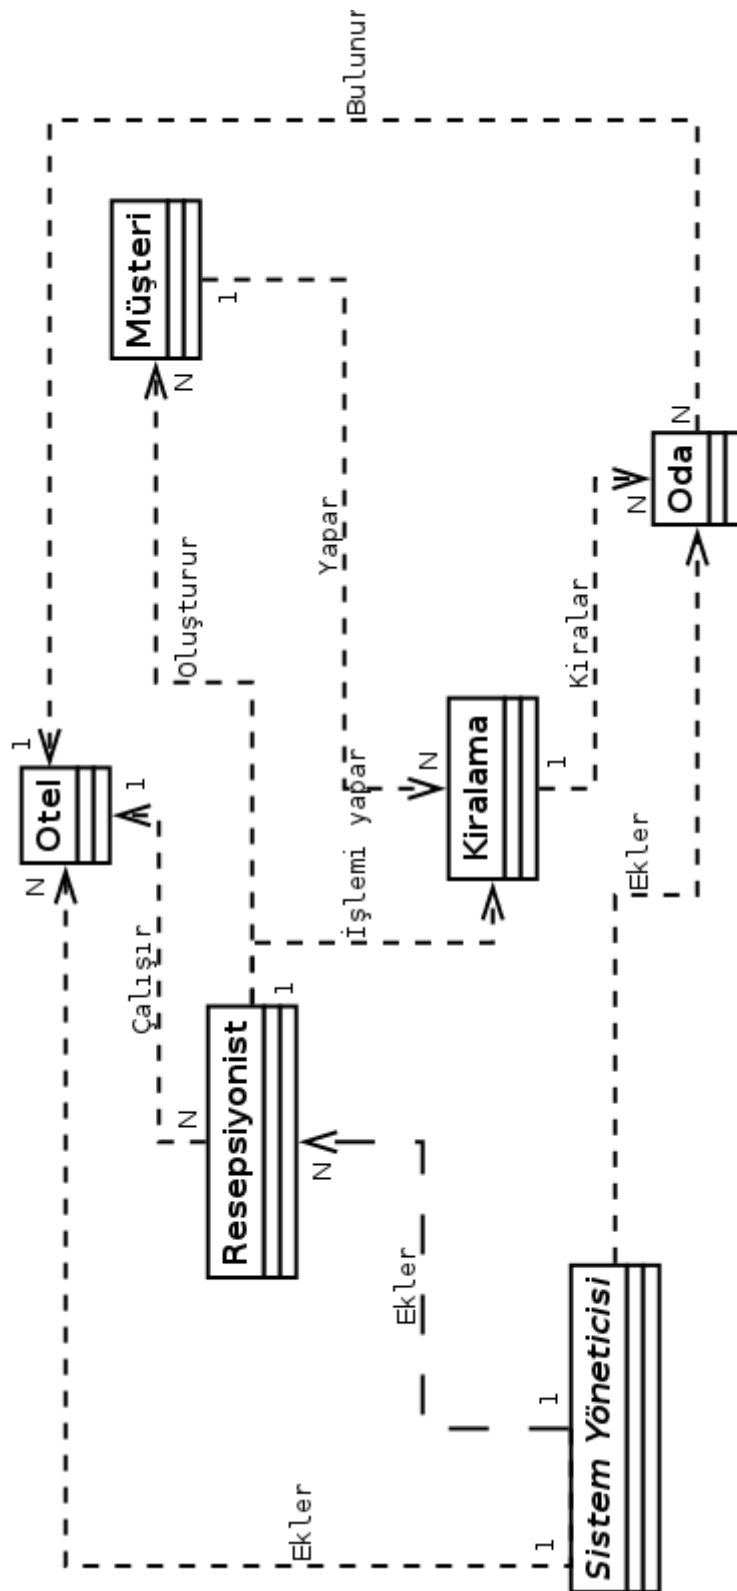 Otel
1
N
1
Bulunur
Müşteri
N
1
Oluşturur
Çalışır
N
Resepsiyonist
1
N
Yapar
İşlemi yapar
N
Kiralama
1
Kiralar
N
Oda
N
Ekler
Ekler
Ekler
1
1
Sistem Yöneticisi